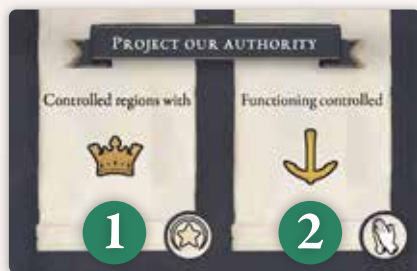 PROJECT OUR AUTHORITY
Controlled regions with
Functioning controlled
1
2